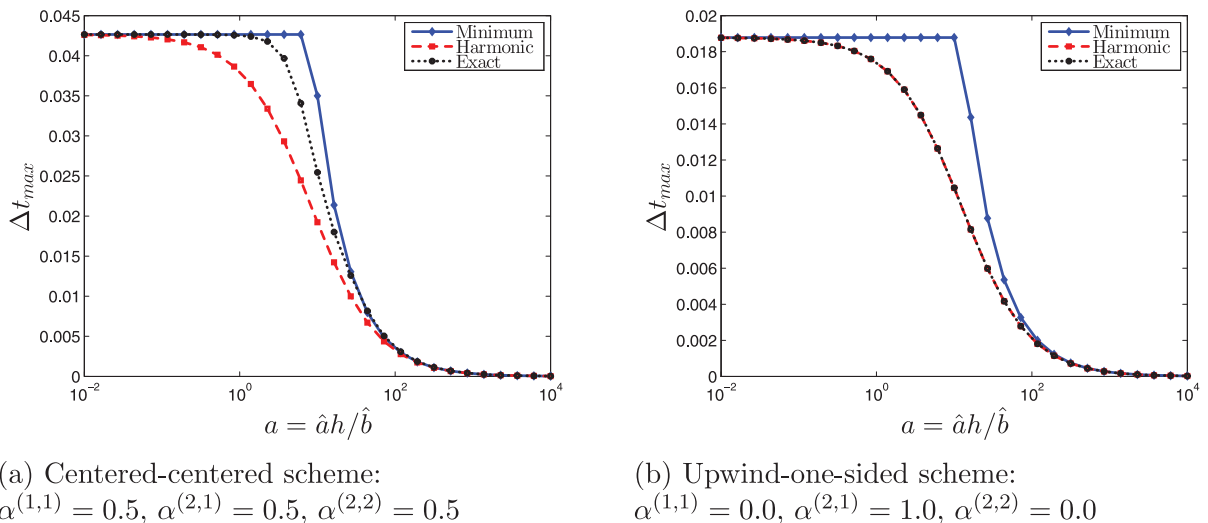 0.045
0.04
0.035
0.03
0.025
0.02
0.015
0.01
0.005
0
Δt_max
10^−2
10^0
10^2
10^4
a = âh/b̂
Minimum
Harmonic
Exact
(a) Centered-centered scheme:
α^(1,1) = 0.5, α^(2,1) = 0.5, α^(2,2) = 0.5
0.02
0.018
0.016
0.014
0.012
0.01
0.008
0.006
0.004
0.002
0
Δt_max
10^−2
10^0
10^2
10^4
a = âh/b̂
Minimum
Harmonic
Exact
(b) Upwind-one-sided scheme:
α^(1,1) = 0.0, α^(2,1) = 1.0, α^(2,2) = 0.0